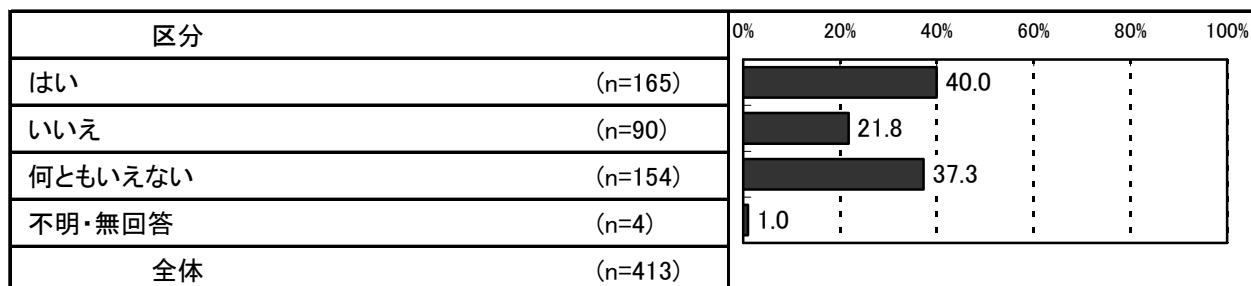 区分 0% 20% 40% 60% 80% 100%
はい (n=165) 40.0
いいえ (n=90) 21.8
何ともいえない (n=154) 37.3
不明・無回答 (n=4) 1.0
全体 (n=413)